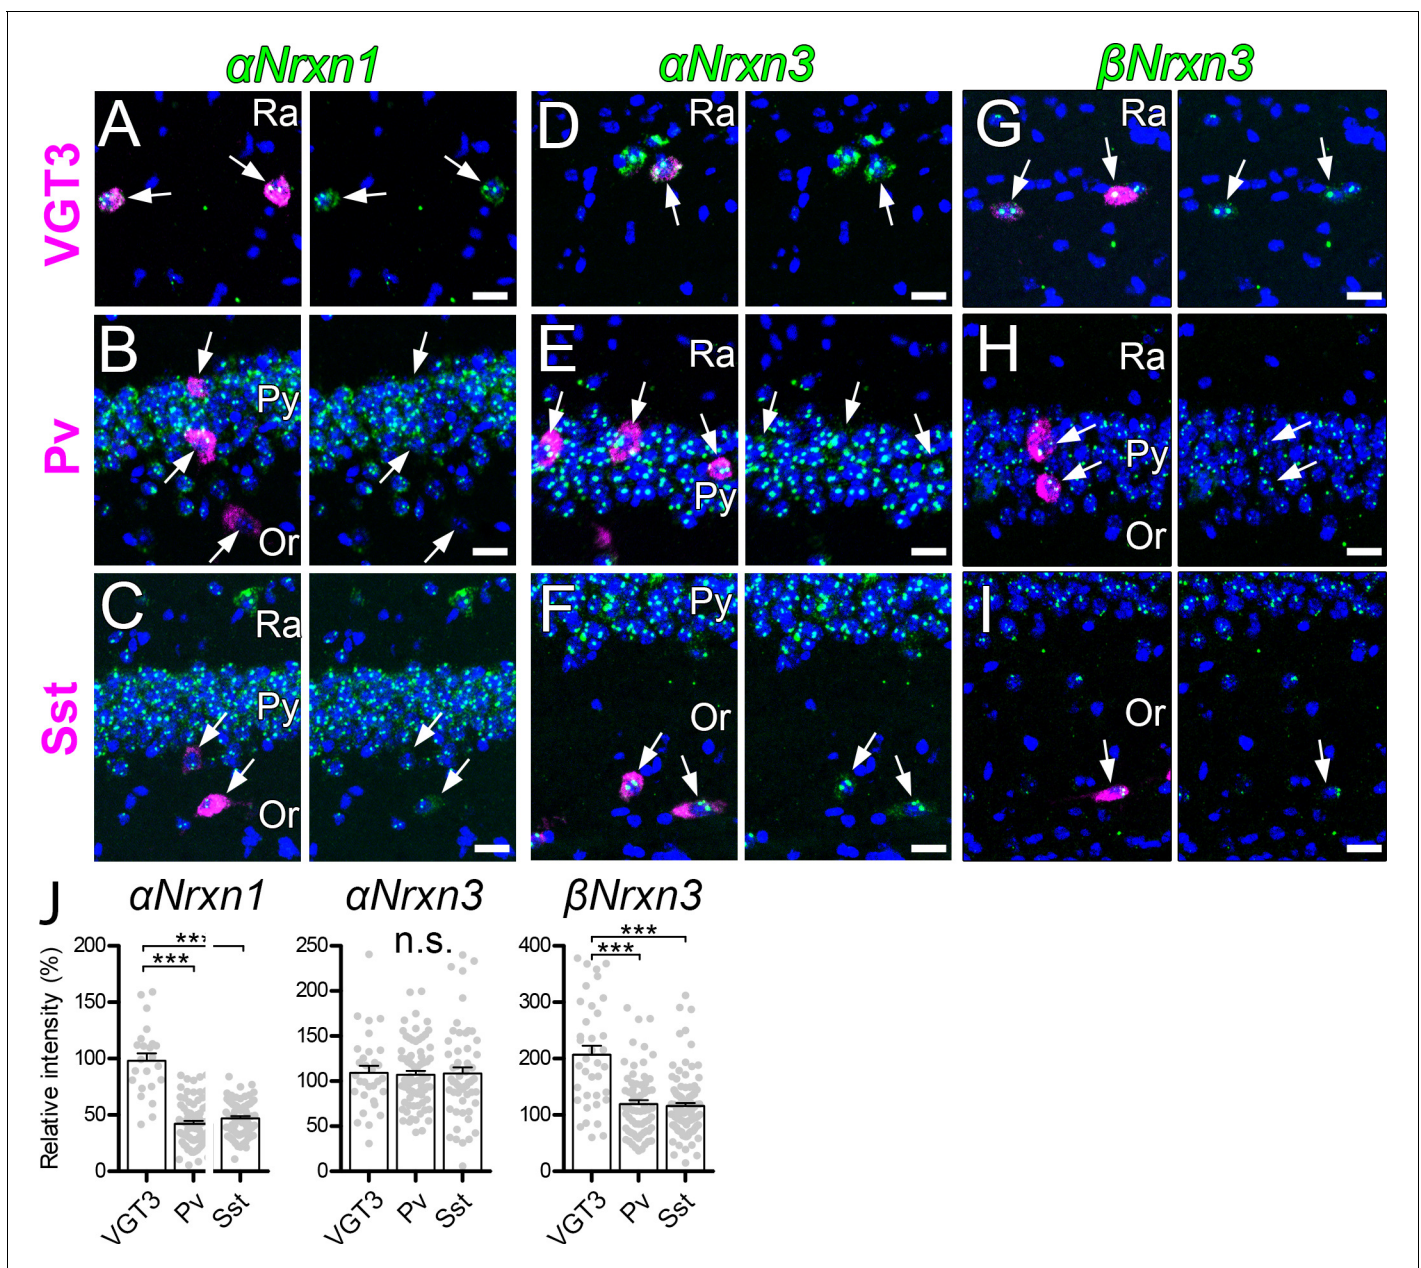 αNrxn1 αNrxn3 βNrxn3
VGT3
A Ra D Ra G Ra
Pv
B Py Or E Ra Py H Ra Py Or
Sst
C Ra Py Or F Py Or I Or
J αNrxn1 αNrxn3 βNrxn3
Relative intensity (%)
200
150
100
50
0
***
VGT3 Pv Sst
n.s.
250
200
150
100
50
0
VGT3 Pv Sst
***
***
400
300
200
100
0
VGT3 Pv Sst